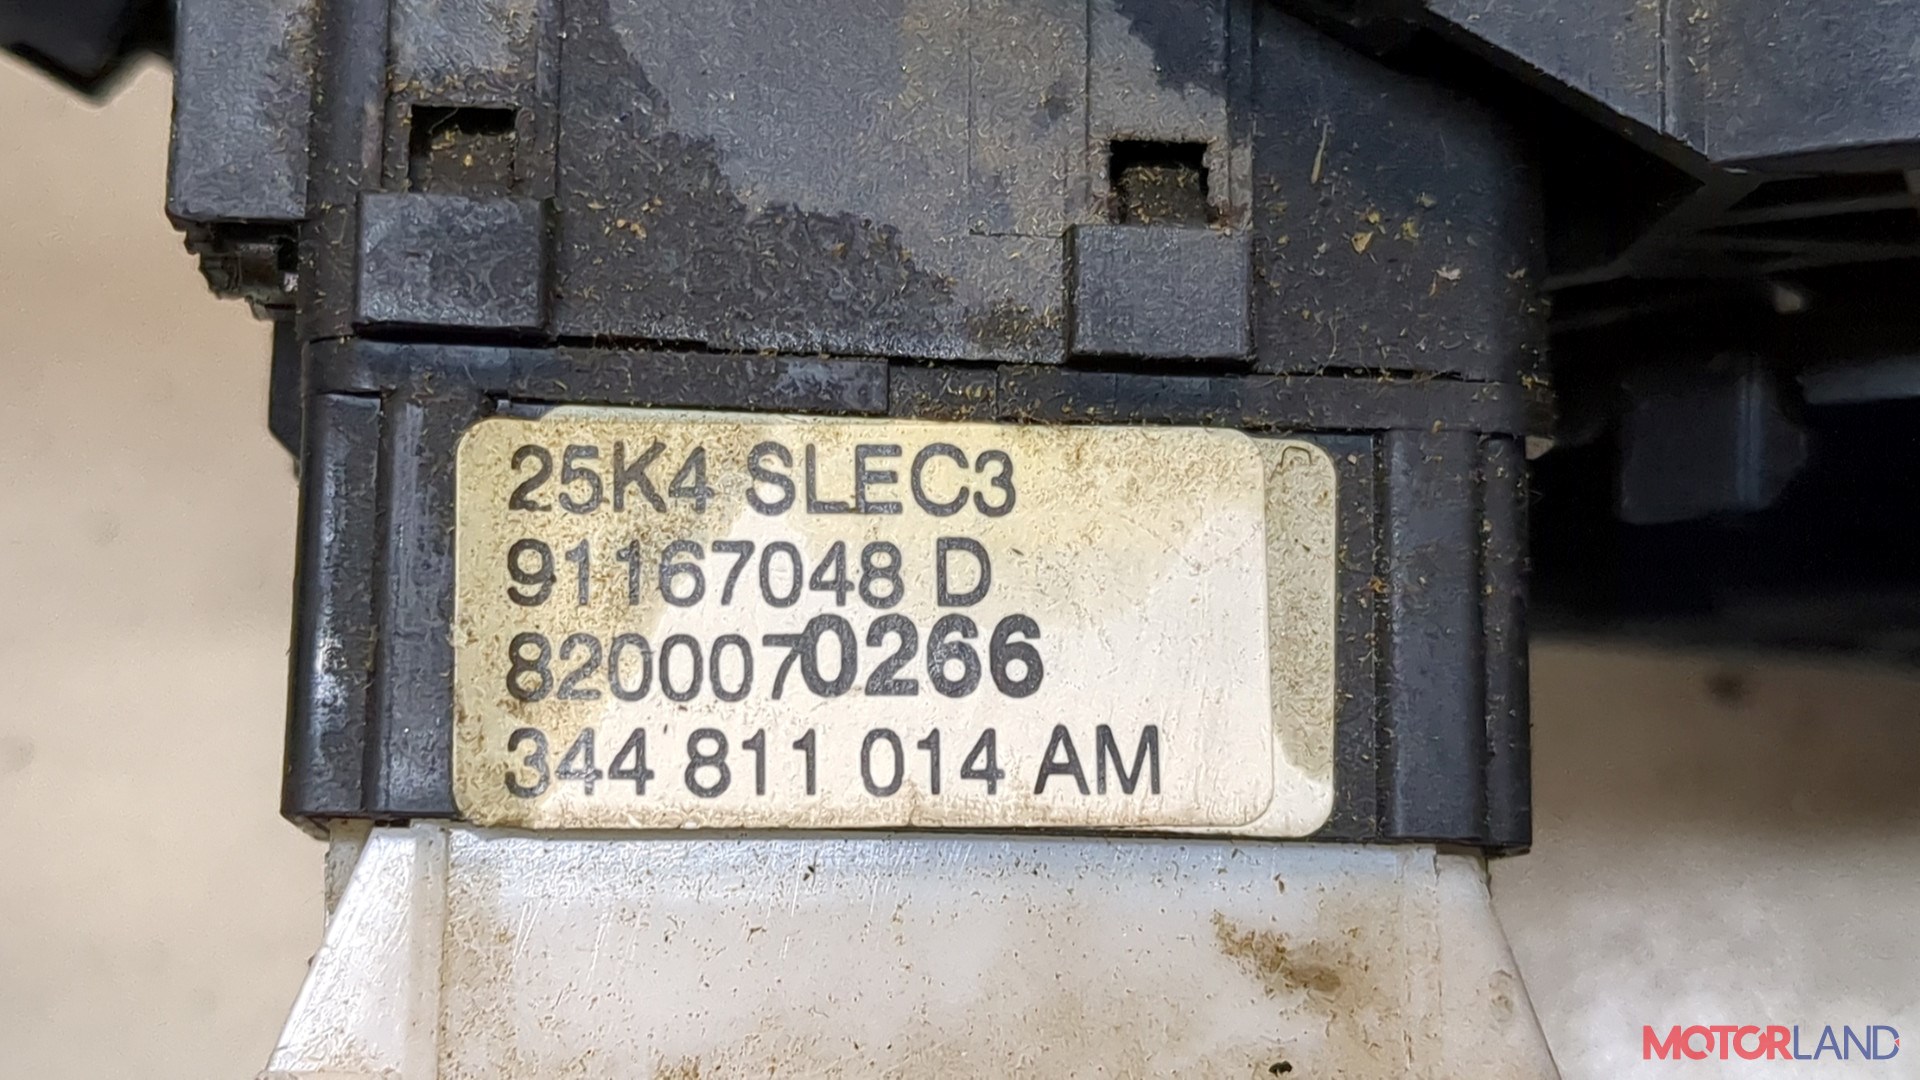 25K4 SLEC3
91167048 D
8200070266
344 811 014 AM
MOTORLAND